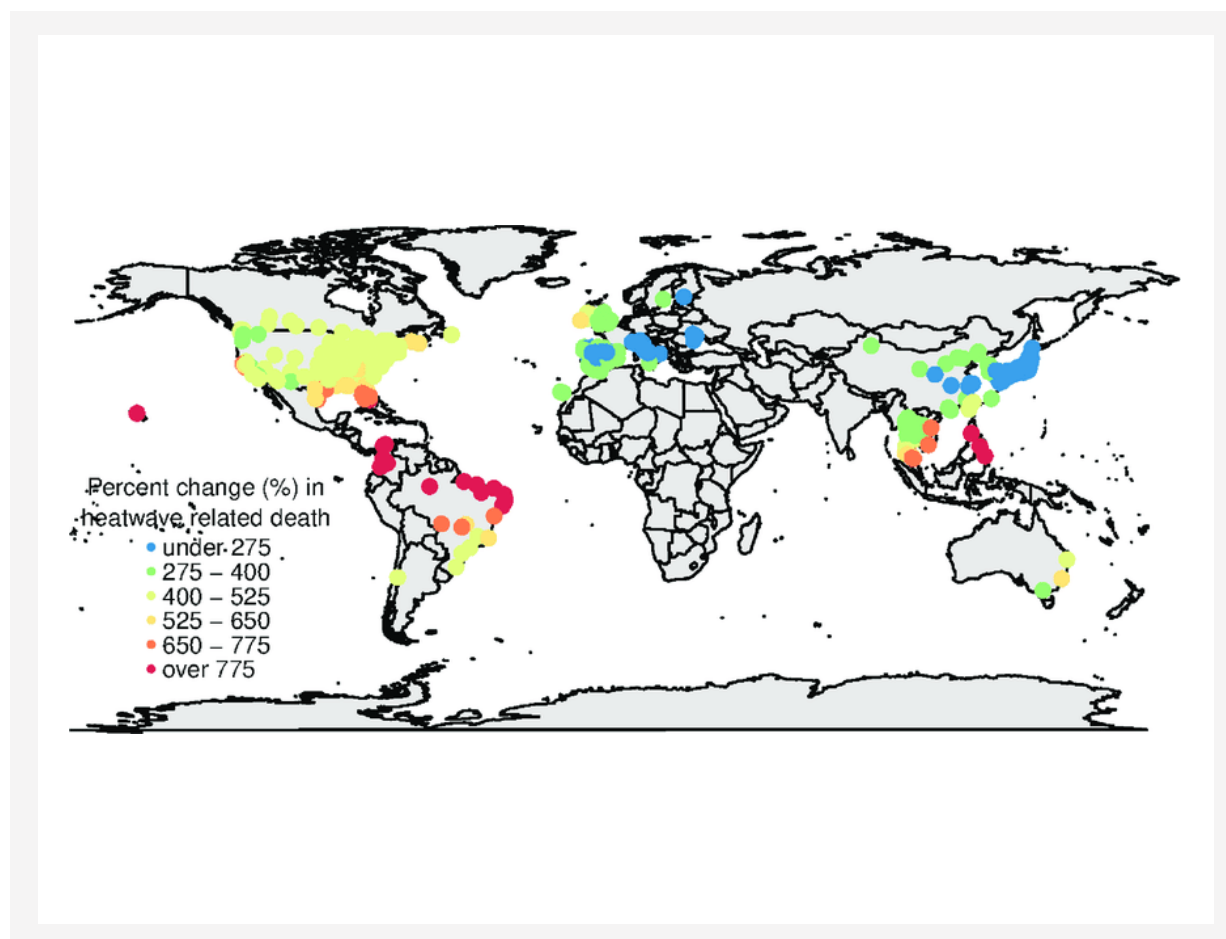 Percent change (%) in
heatwave related death
under 275
275 – 400
400 – 525
525 – 650
650 – 775
over 775